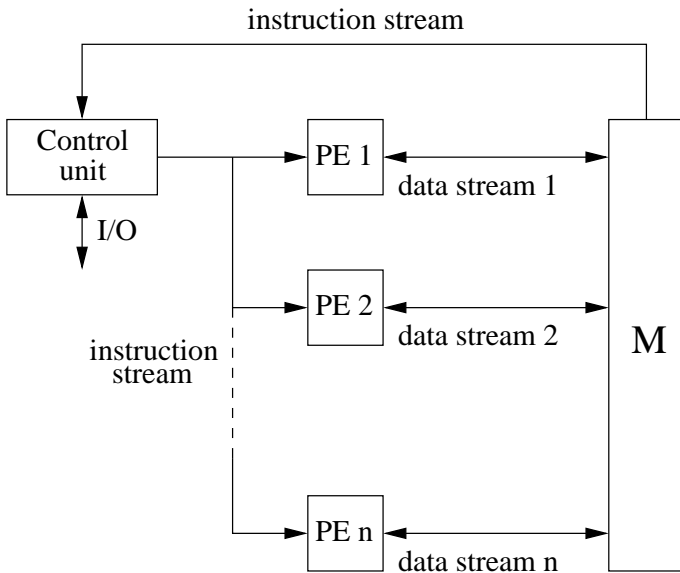 instruction stream
Control
unit
PE 1
data stream 1
I/O
PE 2
data stream 2
M
instruction
stream
PE n
data stream n